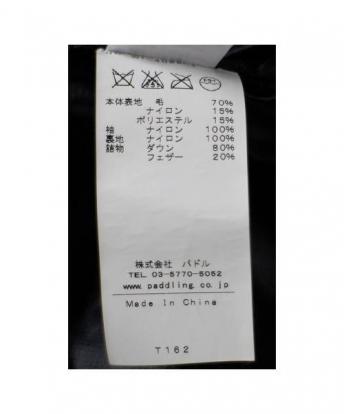 本体表地 毛 70%
ナイロン 15%
ポリエステル 15%
袖 ナイロン 100%
裏地 ナイロン 100%
詰物 ダウン 80%
フェザー 20%
株式会社 パドル
TEL 03-5770-5052
www.paddling.co.jp
Made In China
T162